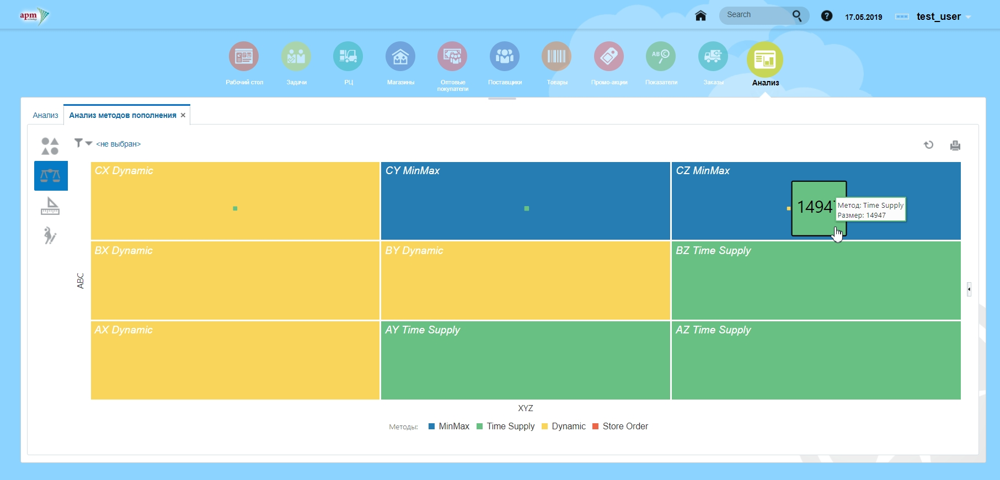 apm
Search
?
17.05.2019
test_user
Рабочий стол
Задачи
РЦ
Магазины
Оптовые
покупатели
Поставщики
Товары
Промо-акции
Показатели
Заказы
Анализ
Анализ
Анализ методов пополнения ×
<не выбран>
CX Dynamic
CY MinMax
CZ MinMax
14947
Метод: Time Supply
Размер: 14947
BX Dynamic
BY Dynamic
BZ Time Supply
ABC
AX Dynamic
AY Time Supply
AZ Time Supply
XYZ
Методы: MinMax Time Supply Dynamic Store Order